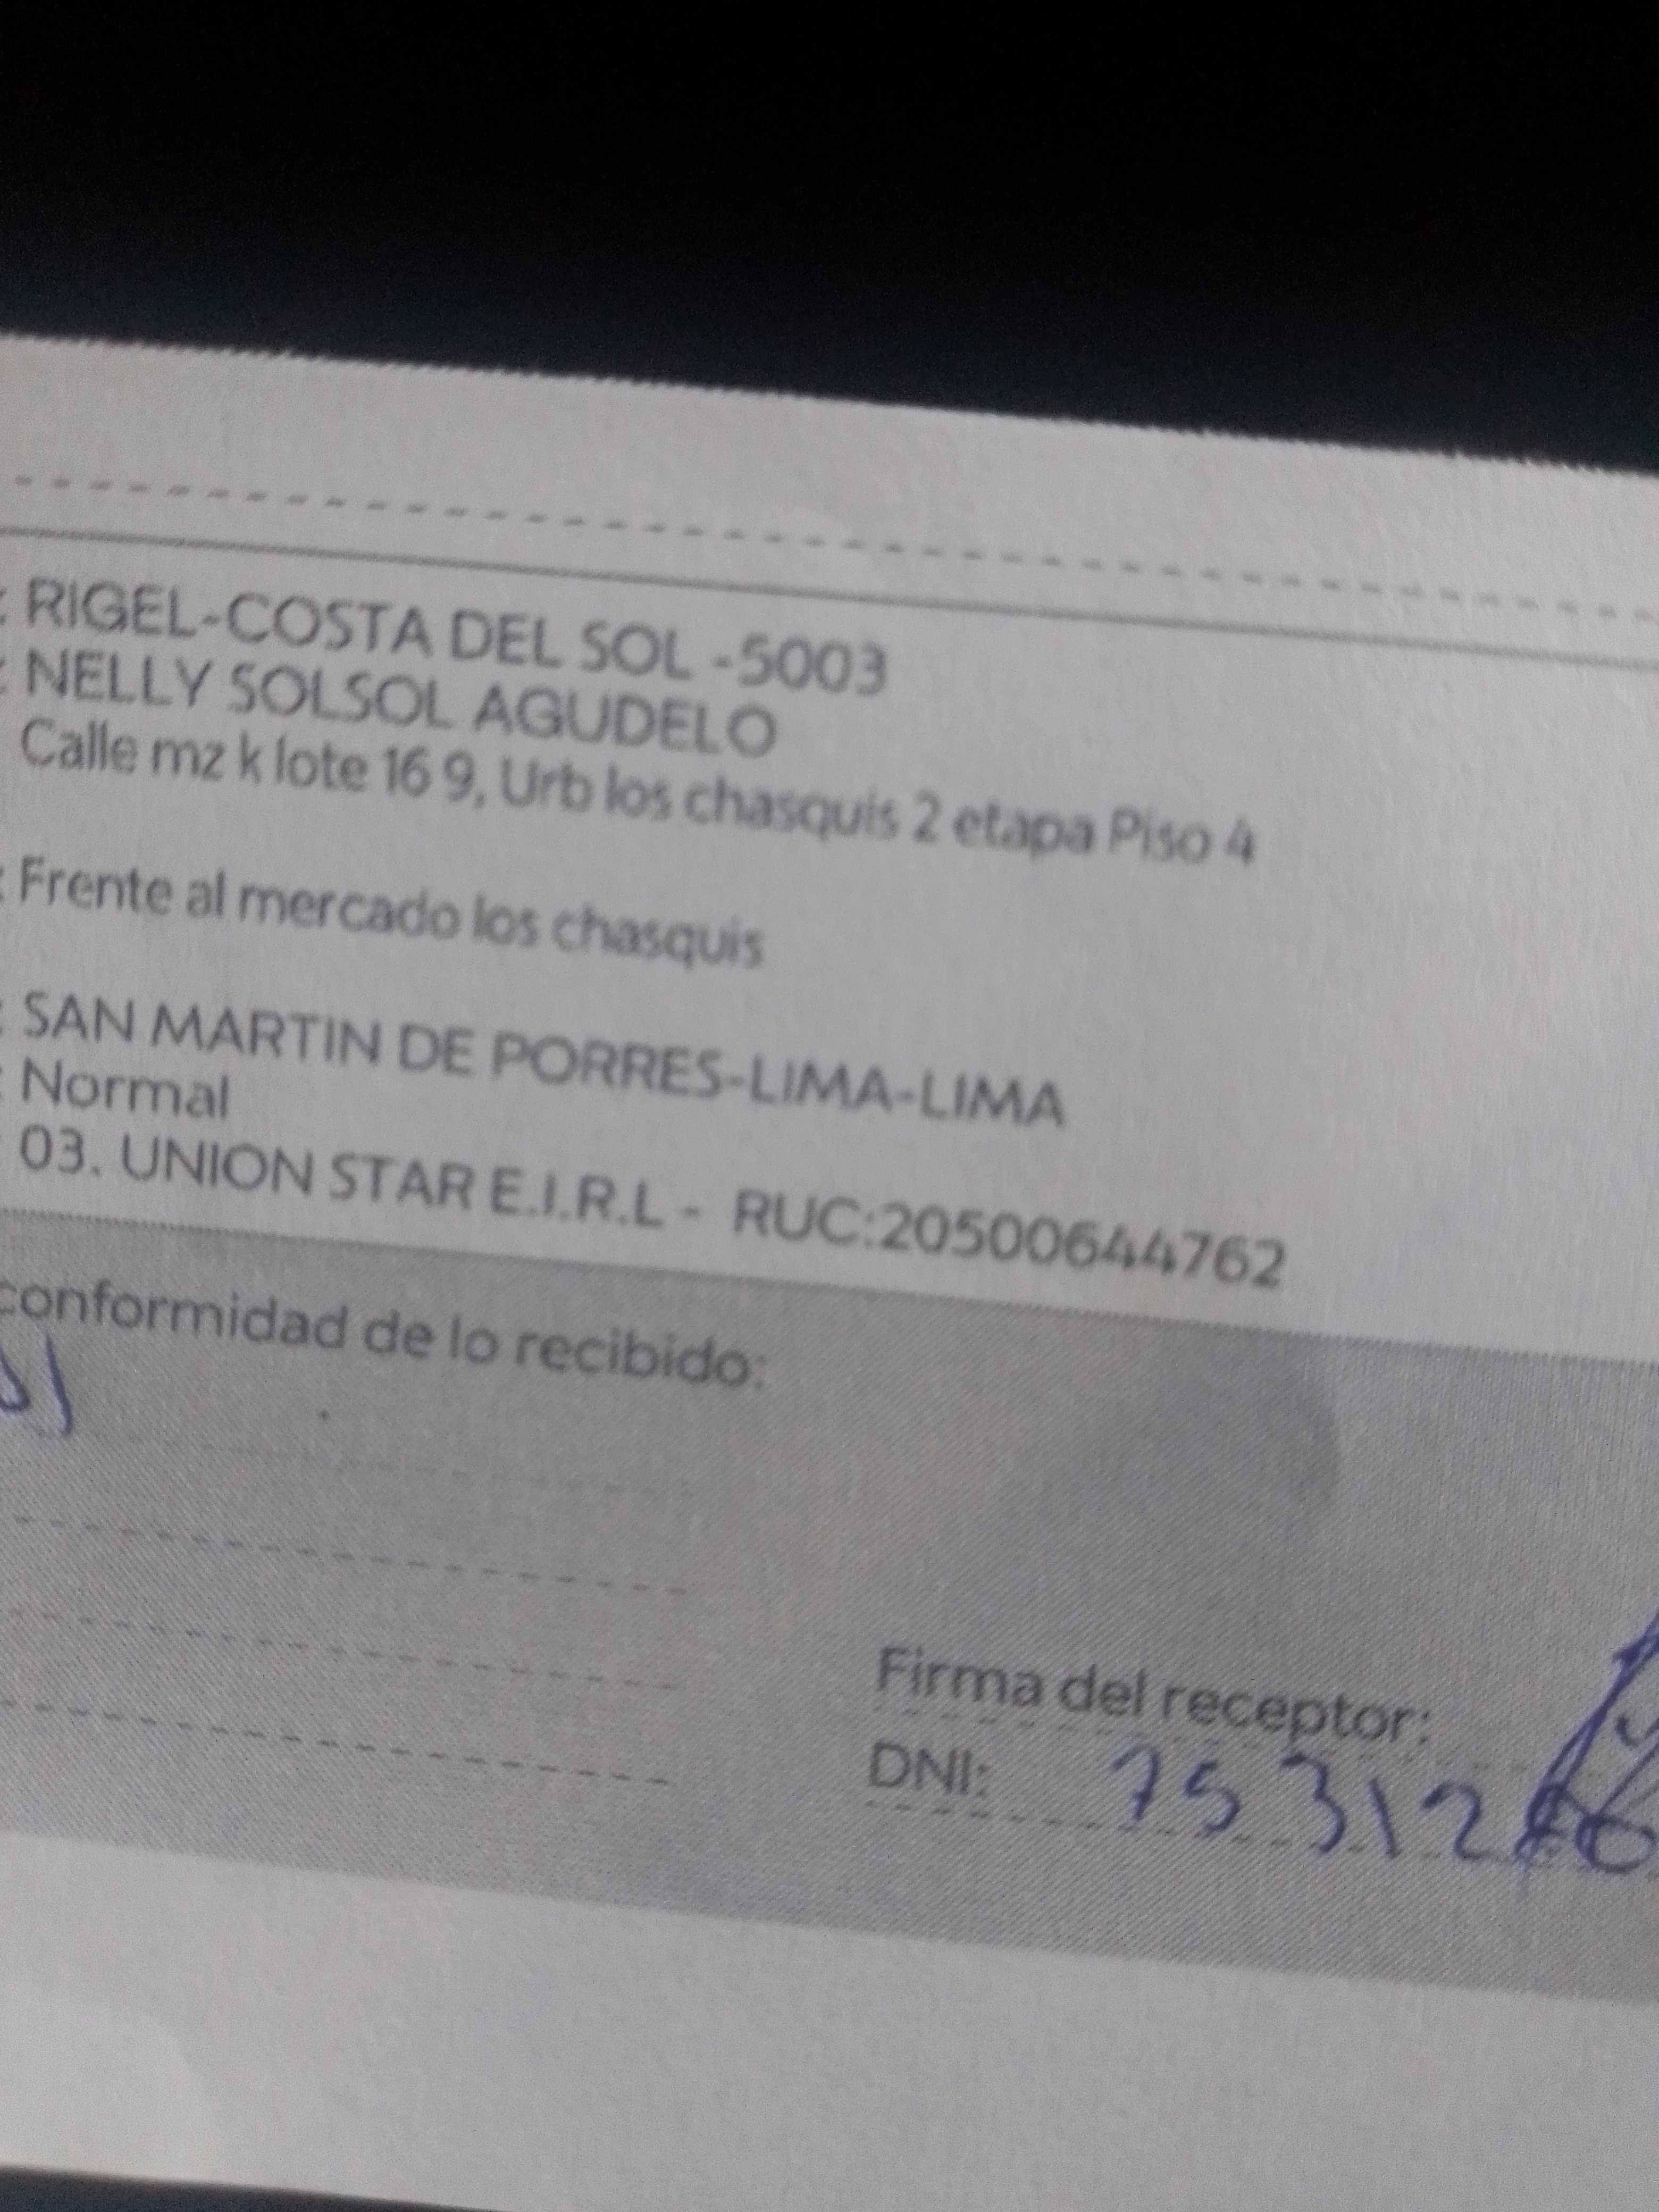 : RIGEL-COSTA DEL SOL -5003
: NELLY SOLSOL AGUDELO
Calle mz k lote 16 9, Urb los chasquis 2 etapa Piso 4
: Frente al mercado los chasquis
: SAN MARTIN DE PORRES-LIMA-LIMA
: Normal
03. UNION STAR E.I.R.L - RUC:20500644762
conformidad de lo recibido:
Firma del receptor:
DNI: 75312